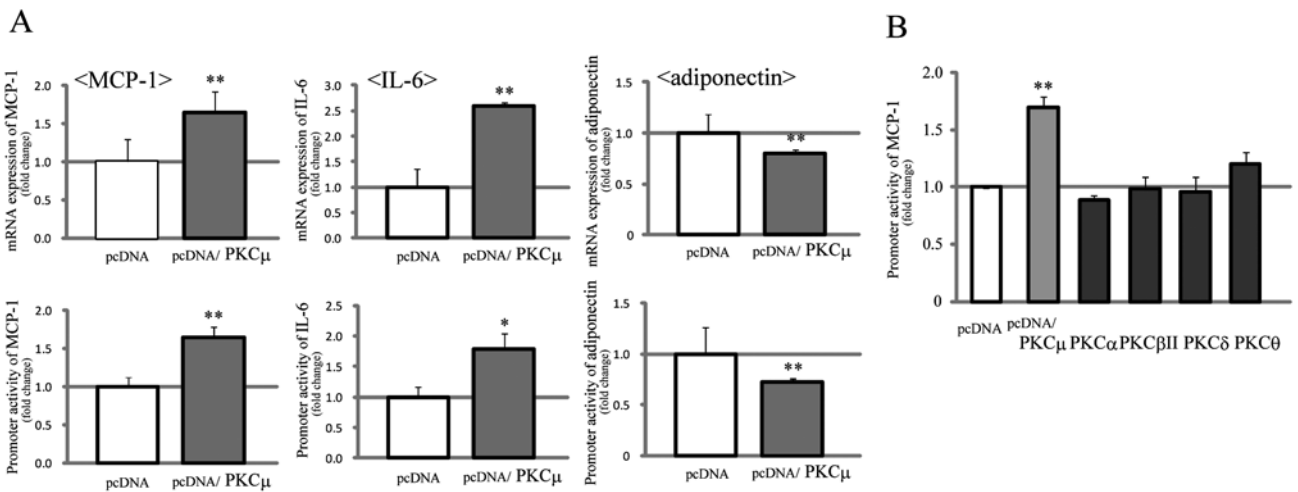 A
B
<MCP-1>
mRNA expression of MCP-1
(fold change)
2.0
1.5
1.0
0.5
0.0
**
pcDNA
pcDNA/ PKCμ
<IL-6>
mRNA expression of IL-6
(fold change)
3.0
2.5
2.0
1.5
1.0
0.5
0.0
**
pcDNA
pcDNA/ PKCμ
<adiponectin>
mRNA expression of adiponectin
(fold change)
1.5
1.0
0.5
0
**
pcDNA
pcDNA/ PKCμ
Promoter activity of MCP-1
(fold change)
2.0
1.5
1.0
0.5
0.0
**
pcDNA
pcDNA/ PKCμ
Promoter activity of IL-6
(fold change)
2.5
2.0
1.5
1.0
0.5
0.0
*
pcDNA
pcDNA/ PKCμ
Promoter activity of adiponectin
(fold change)
1.5
1.0
0.5
0
**
pcDNA
pcDNA/ PKCμ
Promoter activity of MCP-1
(fold change)
2.0
1.5
1.0
0.5
0
**
pcDNA
pcDNA/
PKCμ PKCα PKCβII PKCδ PKCθ